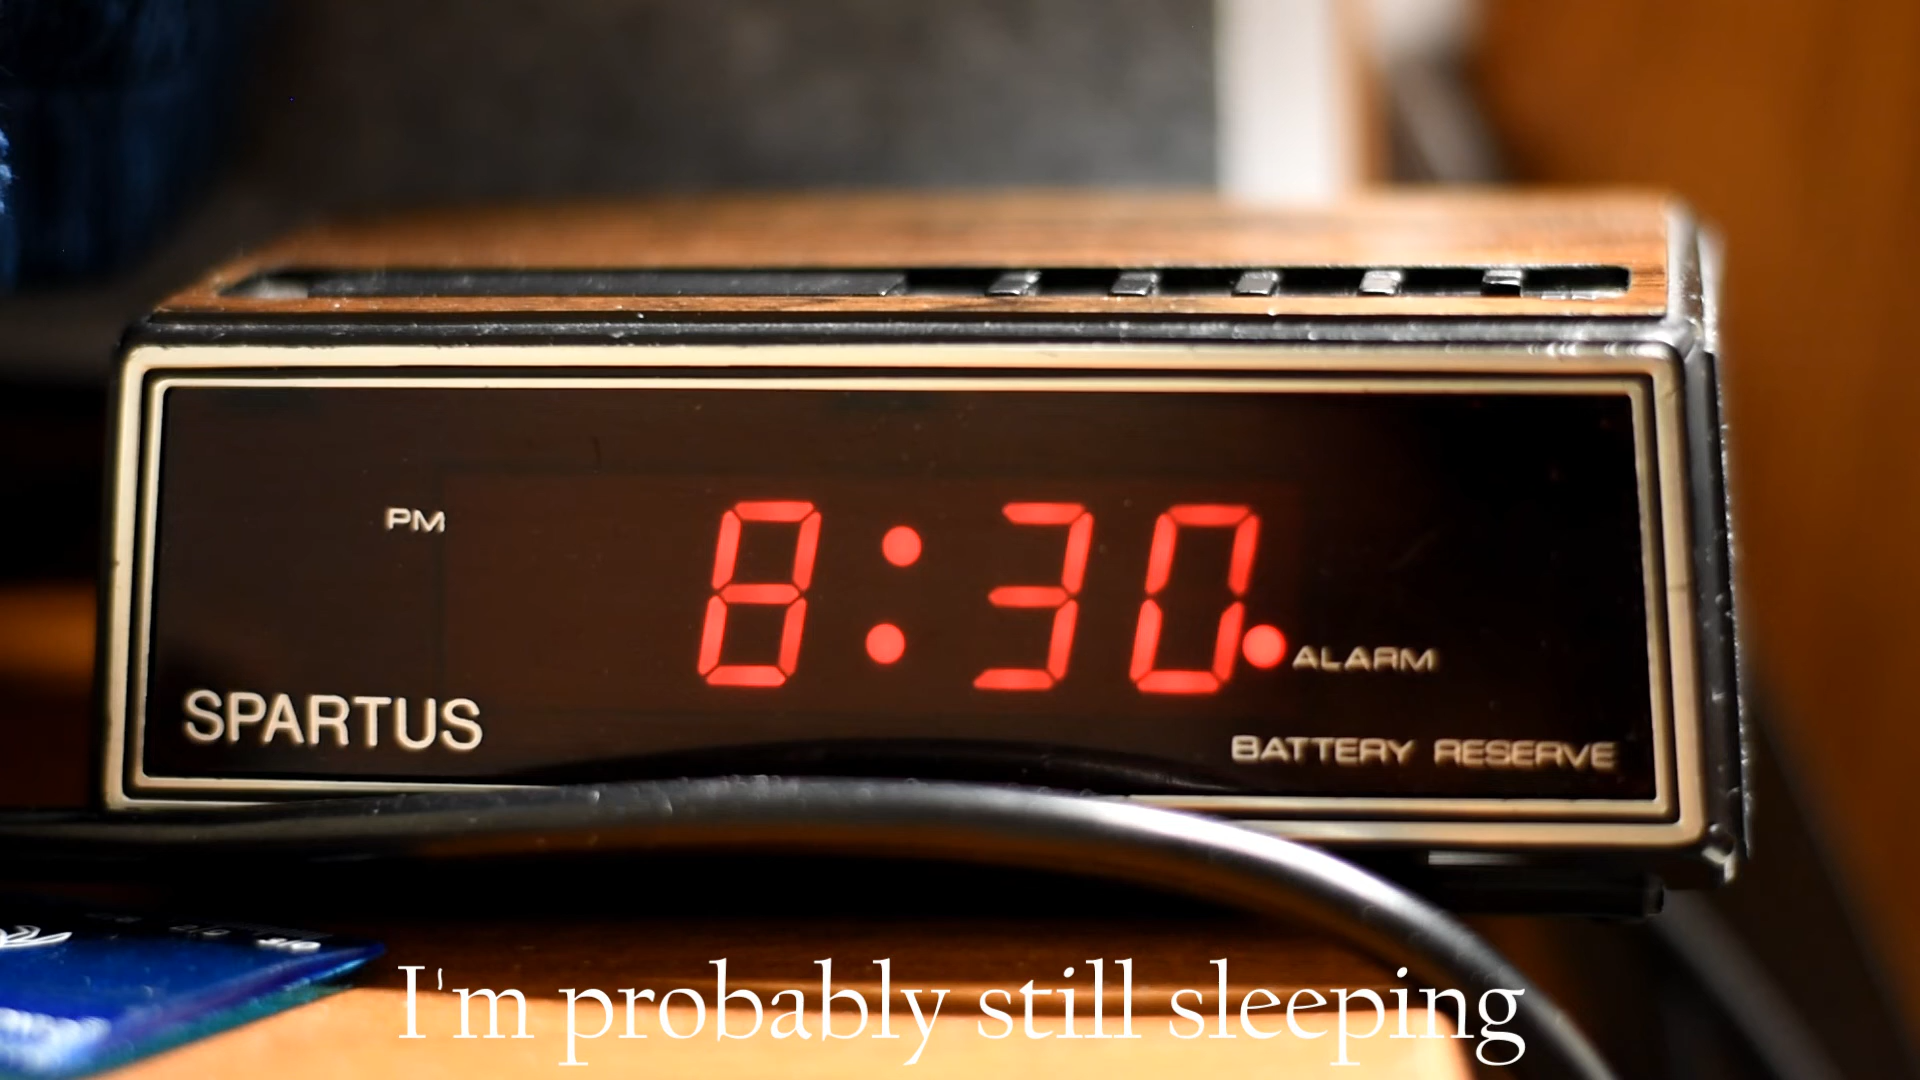 PM
8:30
ALARM
SPARTUS
BATTERY RESERVE
I'm probably still sleeping